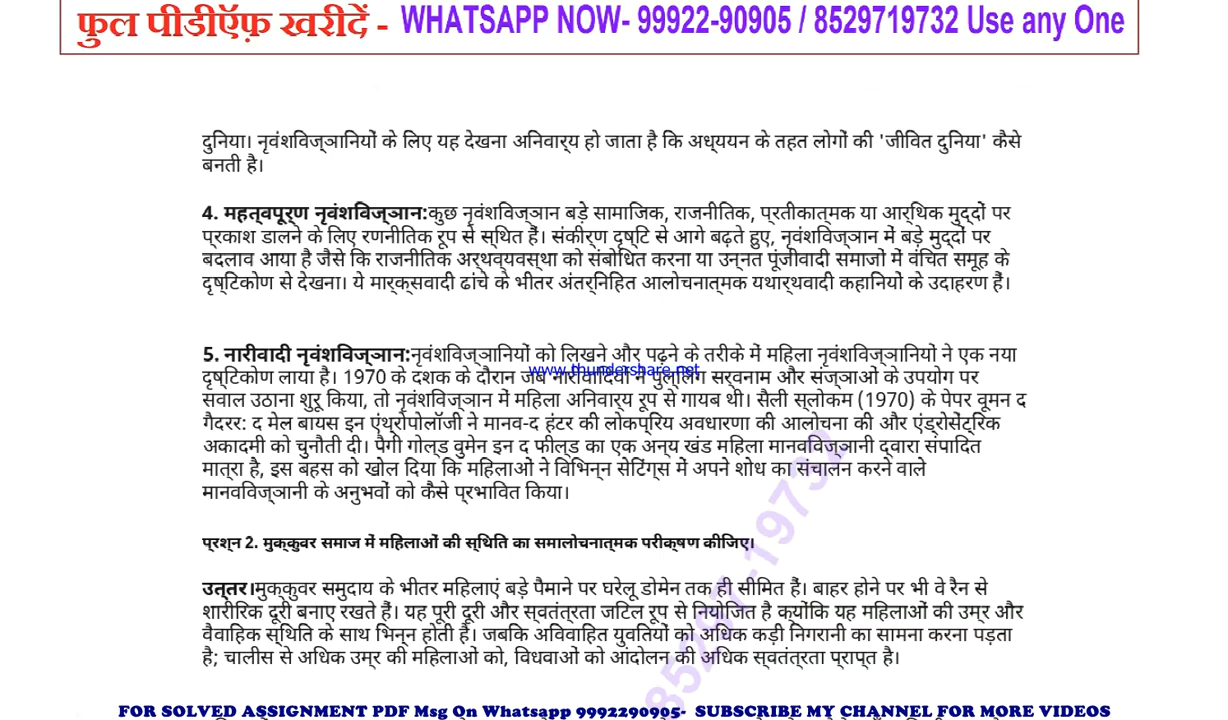 फुल पीडीऍफ़ खरीदें - WHATSAPP NOW- 99922-90905 / 8529719732 Use any One
दुनिया। नृवंशविज्ञानियों के लिए यह देखना अनिवार्य हो जाता है कि अध्ययन के तहत लोगों की 'जीवित दुनिया' कैसे
बनती है।
4. महत्वपूर्ण नृवंशविज्ञान:कुछ नृवंशविज्ञान बड़े सामाजिक, राजनीतिक, प्रतीकात्मक या आर्थिक मुद्दों पर
प्रकाश डालने के लिए रणनीतिक रूप से स्थित हैं। संकीर्ण दृष्टि से आगे बढ़ते हुए, नृवंशविज्ञान में बड़े मुद्दों पर
बदलाव आया है जैसे कि राजनीतिक अर्थव्यवस्था को संबोधित करना या उन्नत पूंजीवादी समाजों में वंचित समूह के
दृष्टिकोण से देखना। ये मार्क्सवादी ढांचे के भीतर अंतर्निहित आलोचनात्मक यथार्थवादी कहानियों के उदाहरण हैं।
5. नारीवादी नृवंशविज्ञान:नृवंशविज्ञानियों को लिखने और पढ़ने के तरीके में महिला नृवंशविज्ञानियों ने एक नया
www.thundershare.net
दृष्टिकोण लाया है। 1970 के दशक के दौरान जब नारीवादियों ने पुल्लिंग सर्वनाम और संज्ञाओं के उपयोग पर
सवाल उठाना शुरू किया, तो नृवंशविज्ञान में महिला अनिवार्य रूप से गायब थी। सैली स्लोकम (1970) के पेपर वूमन द
गैदरर: द मेल बायस इन एंथ्रोपोलॉजी ने मानव-द हंटर की लोकप्रिय अवधारणा की आलोचना की और एंड्रोसेंट्रिक
अकादमी को चुनौती दी। पैगी गोल्ड वुमेन इन द फील्ड का एक अन्य खंड महिला मानवविज्ञानी द्वारा संपादित
मात्रा है, इस बहस को खोल दिया कि महिलाओ ने विभिन्न सेटिंग्स में अपने शोध का संचालन करने वाले
मानवविज्ञानी के अनुभवों को कैसे प्रभावित किया।
प्रश्न 2. मुक्कुवर समाज में महिलाओं की स्थिति का समालोचनात्मक परीक्षण कीजिए।
उत्तर।मुक्कुवर समुदाय के भीतर महिलाएं बड़े पैमाने पर घरेलू डोमेन तक ही सीमित हैं। बाहर होने पर भी वे रैन से
शारीरिक दूरी बनाए रखते हैं। यह पूरी दूरी और स्वतंत्रता जटिल रूप से नियोजित है क्योंकि यह महिलाओं की उम्र और
वैवाहिक स्थिति के साथ भिन्न होती है। जबकि अविवाहित युवतियों को अधिक कड़ी निगरानी का सामना करना पड़ता
है; चालीस से अधिक उम्र की महिलाओं को, विधवाओं को आंदोलन की अधिक स्वतंत्रता प्राप्त है।
FOR SOLVED ASSIGNMENT PDF Msg On Whatsapp 9992290905- SUBSCRIBE MY CHANNEL FOR MORE VIDEOS